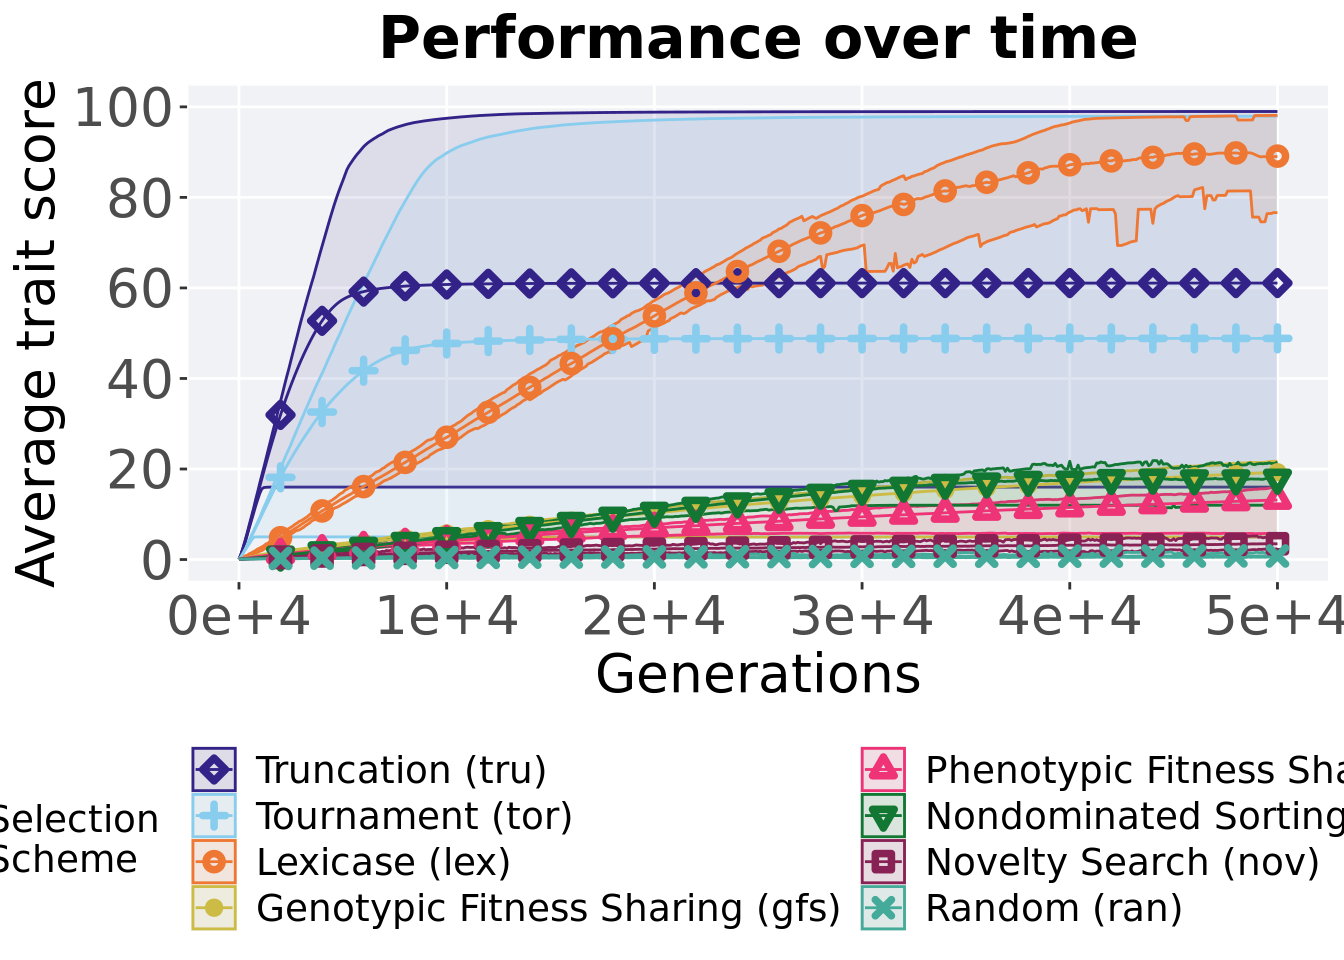 Performance over time
Average trait score
100
80
60
40
20
0
0e+4 1e+4 2e+4 3e+4 4e+4 5e+4
Generations
Selection
Scheme
Truncation (tru)
Tournament (tor)
Lexicase (lex)
Genotypic Fitness Sharing (gfs)
Phenotypic Fitness Sha
Nondominated Sorting
Novelty Search (nov)
Random (ran)